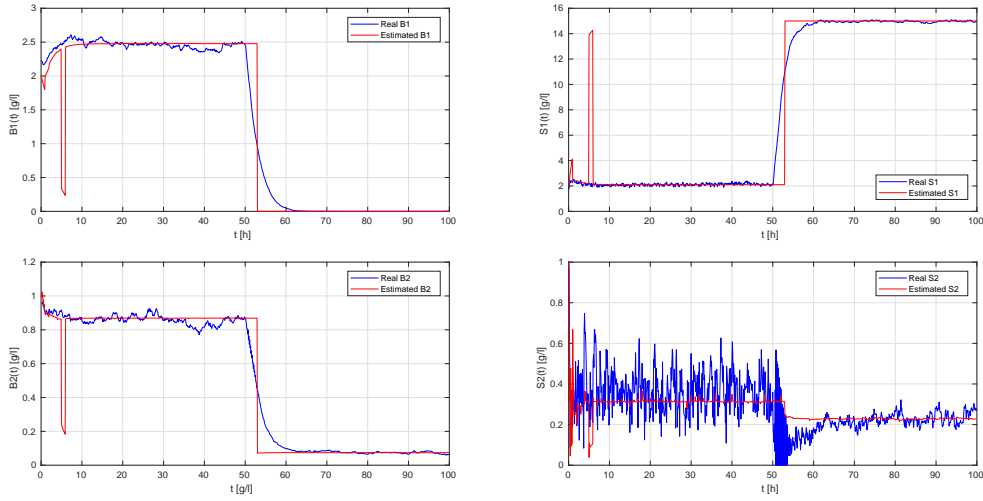 3
2.5
2
1.5
1
0.5
0
B1(t) [g/l]
Real B1
Estimated B1
0 10 20 30 40 50 60 70 80 90 100
t [h]
16
14
12
10
8
6
4
2
0
S1(t) [g/l]
Real S1
Estimated S1
0 10 20 30 40 50 60 70 80 90 100
t [h]
1.2
1
0.8
0.6
0.4
0.2
0
B2(t) [g/l]
Real B2
Estimated B2
0 10 20 30 40 50 60 70 80 90 100
t [g/l]
1
0.8
0.6
0.4
0.2
0
S2(t) [g/l]
Real S2
Estimated S2
0 10 20 30 40 50 60 70 80 90 100
t [h]